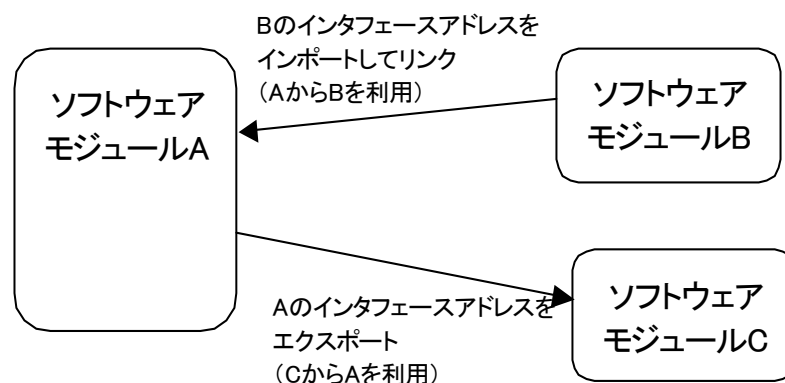 Bのインタフェースアドレスを
インポートしてリンク
(AからBを利用)
ソフトウェア
モジュールA
ソフトウェア
モジュールB
Aのインタフェースアドレスを
エクスポート
(CからAを利用)
ソフトウェア
モジュールC